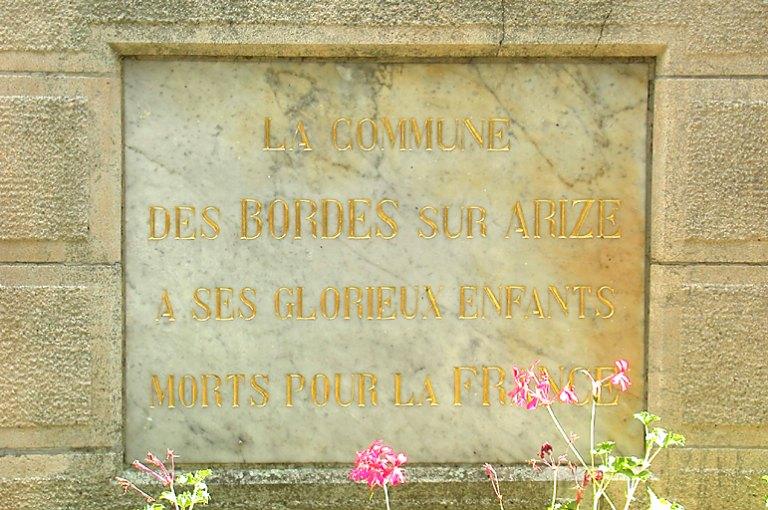 LA COMMUNE
DES BORDES SUR ARIZE
A SES GLORIEUX ENFANTS
MORTS POUR LA FRANCE